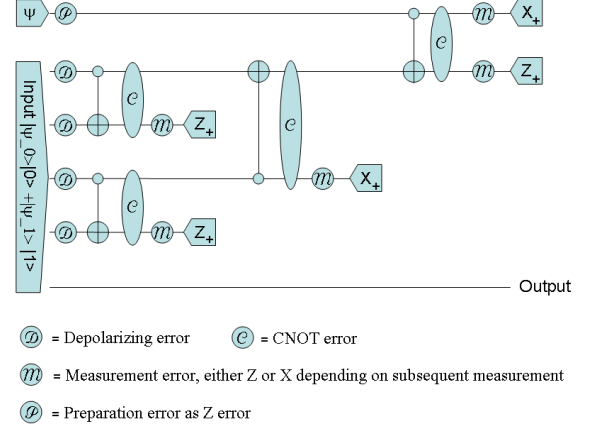 Ψ 𝒫 m X+
𝒟 C m Z+
𝒟 C m Z+
Input |ψ_0>|0> +|ψ_1> |1>
𝒟 C m X+
𝒟 C m Z+
Output
𝒟 = Depolarizing error C = CNOT error
m = Measurement error, either Z or X depending on subsequent measurement
𝒫 = Preparation error as Z error